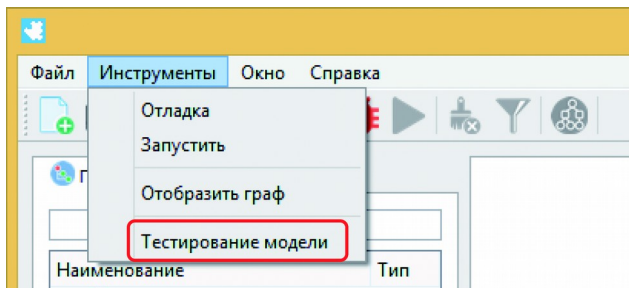 Файл Инструменты Окно Справка
Отладка
Запустить
Отобразить граф
Тестирование модели
Наименование Тип